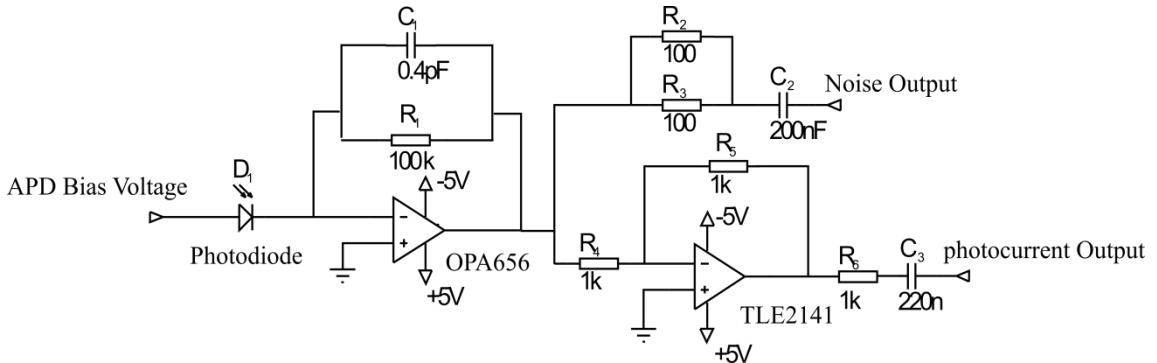 C1
0.4pF
R1
100k
APD Bias Voltage
D1
Photodiode
-5V
OPA656
+5V
R2
100
R3
100
C2
200nF
Noise Output
R5
1k
R4
1k
-5V
TLE2141
+5V
R6
1k
C3
220n
photocurrent Output